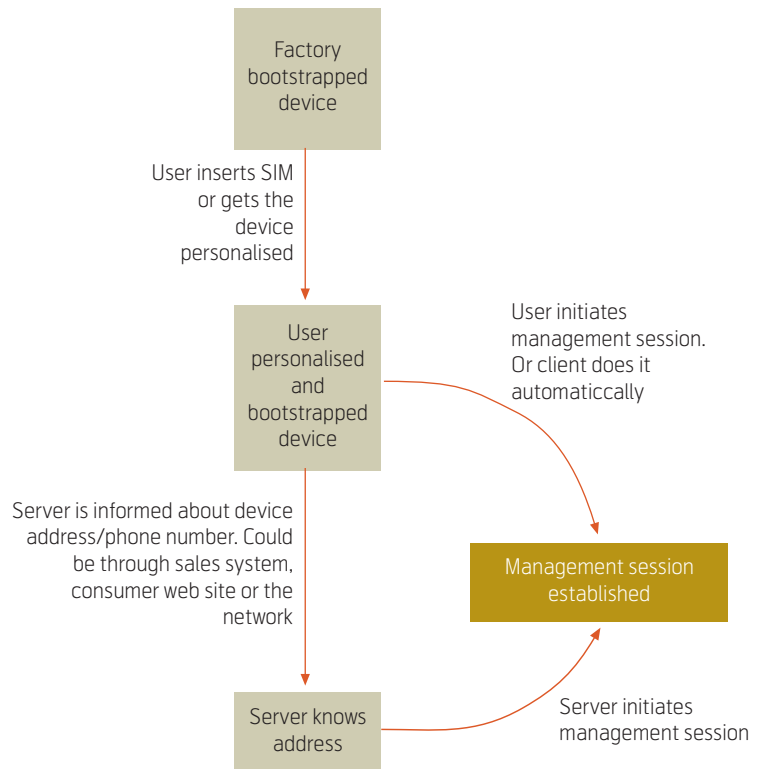 Factory
bootstrapped
device
User inserts SIM
or gets the
device
personalised
User
personalised
and
bootstrapped
device
User initiates
management session.
Or client does it
automaticcally
Server is informed about device
address/phone number. Could
be through sales system,
consumer web site or the
network
Management session
established
Server knows
address
Server initiates
management session